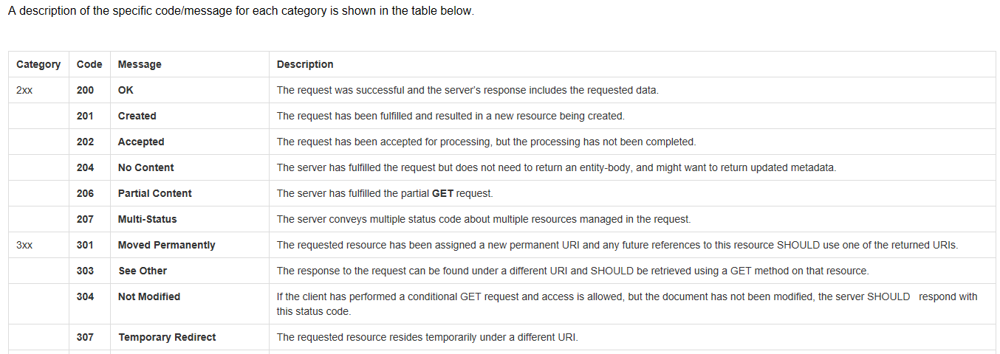 A description of the specific code/message for each category is shown in the table below.
Category Code Message Description
2xx 200 OK The request was successful and the server's response includes the requested data.
201 Created The request has been fulfilled and resulted in a new resource being created.
202 Accepted The request has been accepted for processing, but the processing has not been completed.
204 No Content The server has fulfilled the request but does not need to return an entity-body, and might want to return updated metadata.
206 Partial Content The server has fulfilled the partial GET request.
207 Multi-Status The server conveys multiple status code about multiple resources managed in the request.
3xx 301 Moved Permanently The requested resource has been assigned a new permanent URI and any future references to this resource SHOULD use one of the returned URIs.
303 See Other The response to the request can be found under a different URI and SHOULD be retrieved using a GET method on that resource.
304 Not Modified If the client has performed a conditional GET request and access is allowed, but the document has not been modified, the server SHOULD respond with
this status code.
307 Temporary Redirect The requested resource resides temporarily under a different URI.